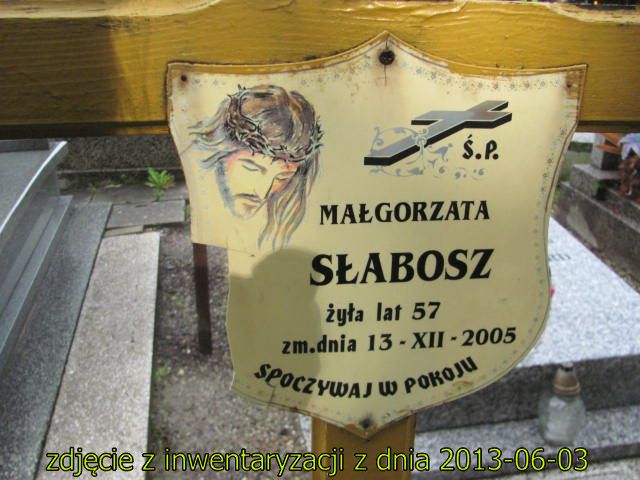 Ś.P.
MAŁGORZATA
SŁABOSZ
żyła lat 57
zm.dnia 13 - XII - 2005
SPOCZYWAJ W POKOJU
zdjęcie z inwentaryzacji z dnia 2013-06-03